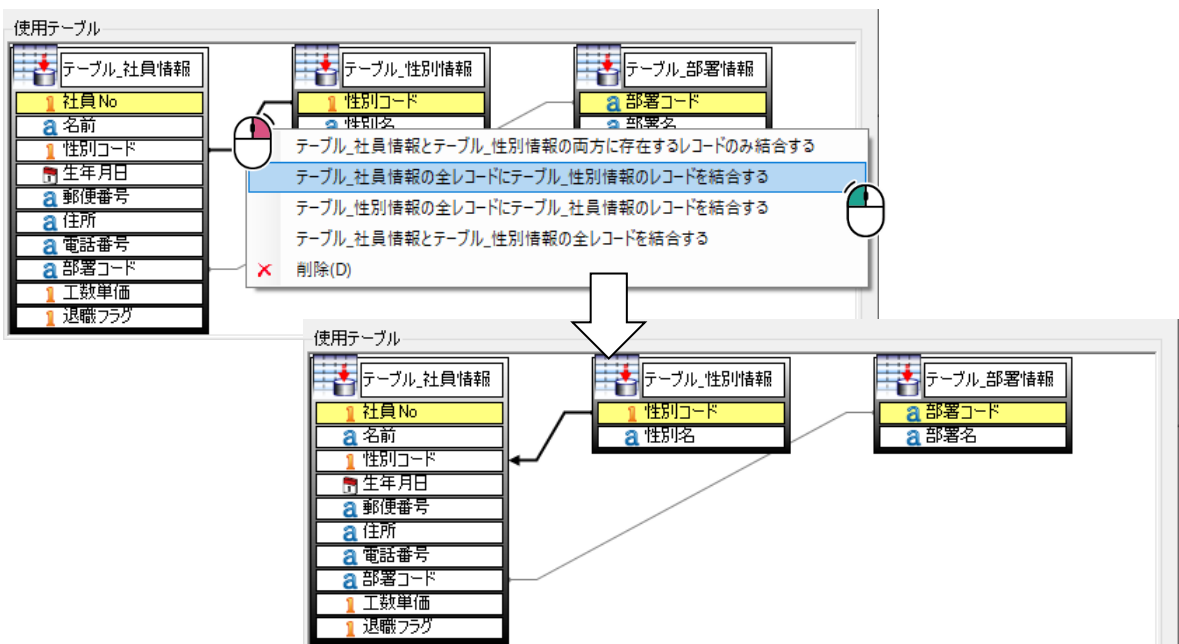 使用テーブル
テーブル_社員情報
テーブル_性別情報
テーブル_部署情報
1 社員No
a 名前
1 性別コード
生年月日
a 郵便番号
a 住所
a 電話番号
a 部署コード
1 工数単価
1 退職フラグ
1 性別コード
a 性別名
a 部署コード
a 部署名
テーブル_社員情報とテーブル_性別情報の両方に存在するレコードのみ結合する
テーブル_社員情報の全レコードにテーブル_性別情報のレコードを結合する
テーブル_性別情報の全レコードにテーブル_社員情報のレコードを結合する
テーブル_社員情報とテーブル_性別情報の全レコードを結合する
削除(D)
使用テーブル
テーブル_社員情報
テーブル_性別情報
テーブル_部署情報
1 社員No
a 名前
1 性別コード
生年月日
a 郵便番号
a 住所
a 電話番号
a 部署コード
1 工数単価
1 退職フラグ
1 性別コード
a 性別名
a 部署コード
a 部署名